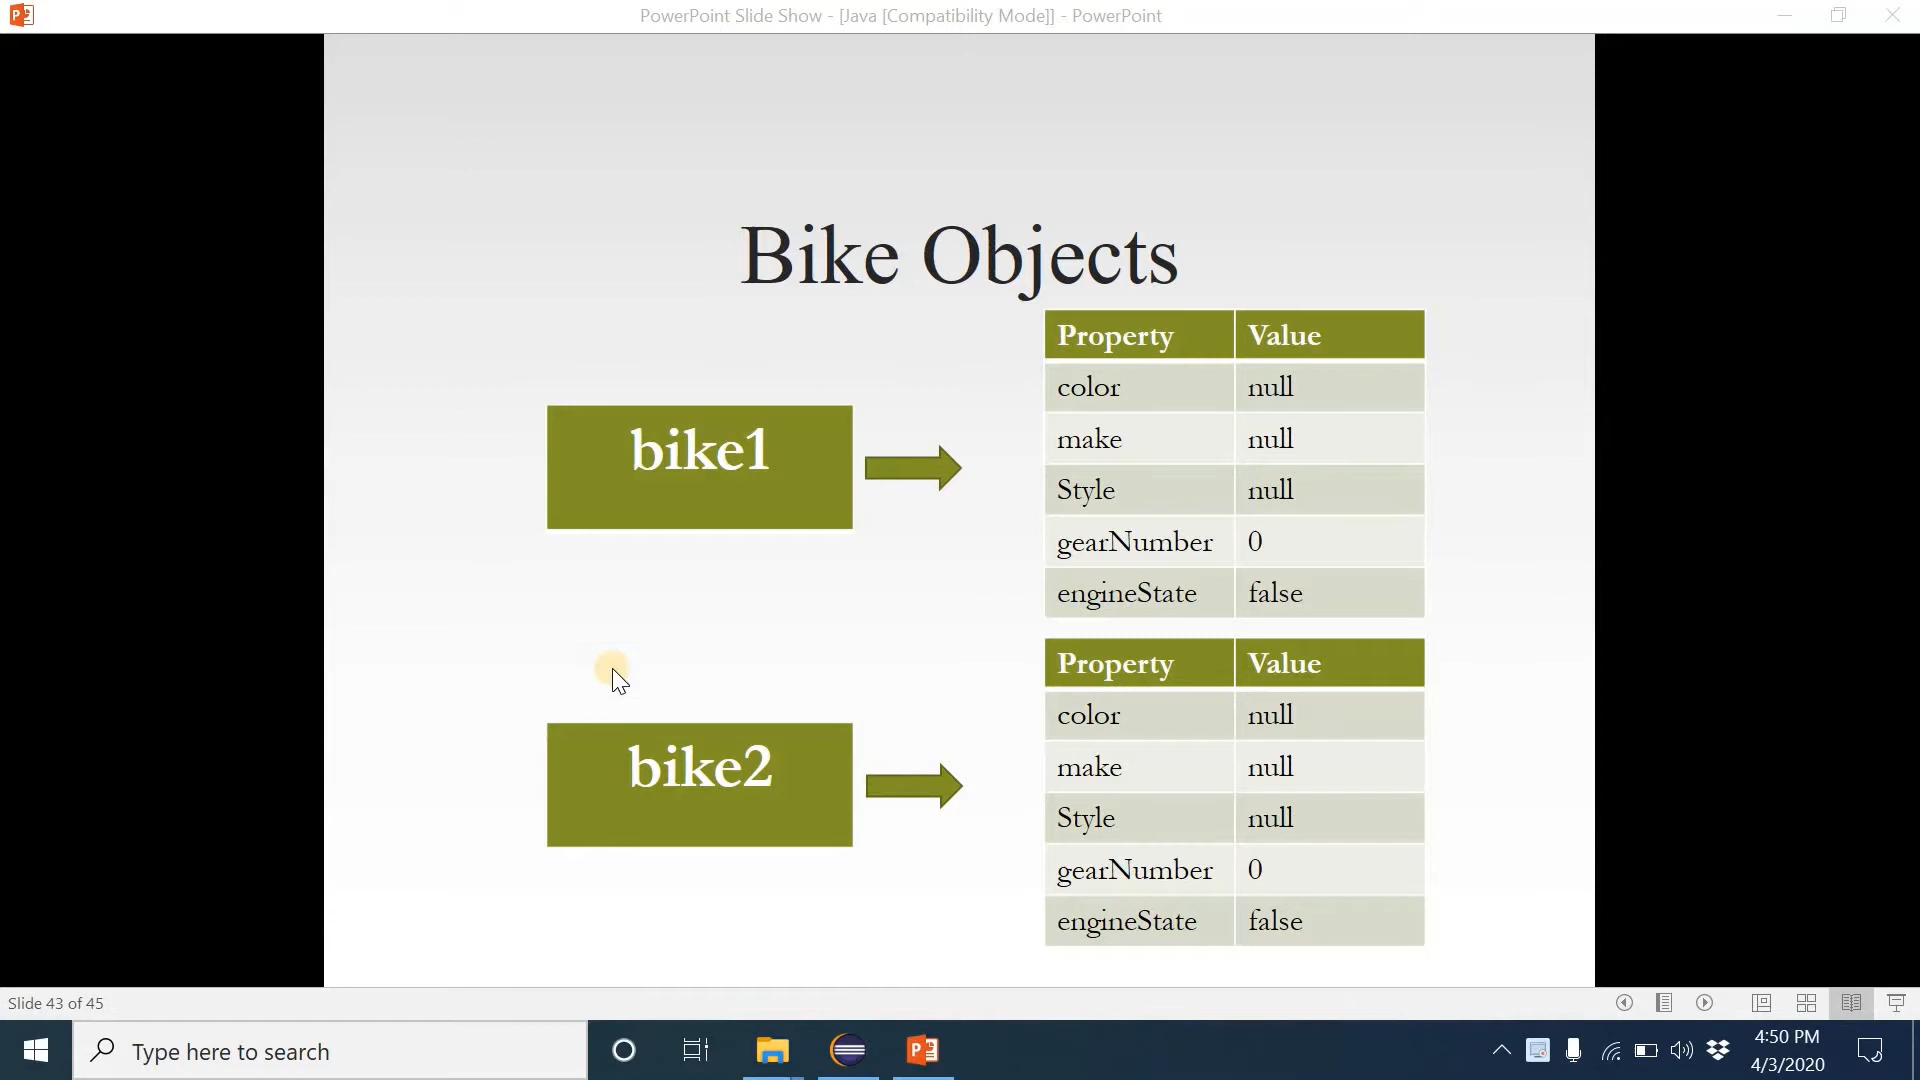 PowerPoint Slide Show - [Java [Compatibility Mode]] - PowerPoint
Bike Objects
bike1
Property Value
color null
make null
Style null
gearNumber 0
engineState false
bike2
Property Value
color null
make null
Style null
gearNumber 0
engineState false
Slide 43 of 45
Type here to search
4:50 PM
4/3/2020